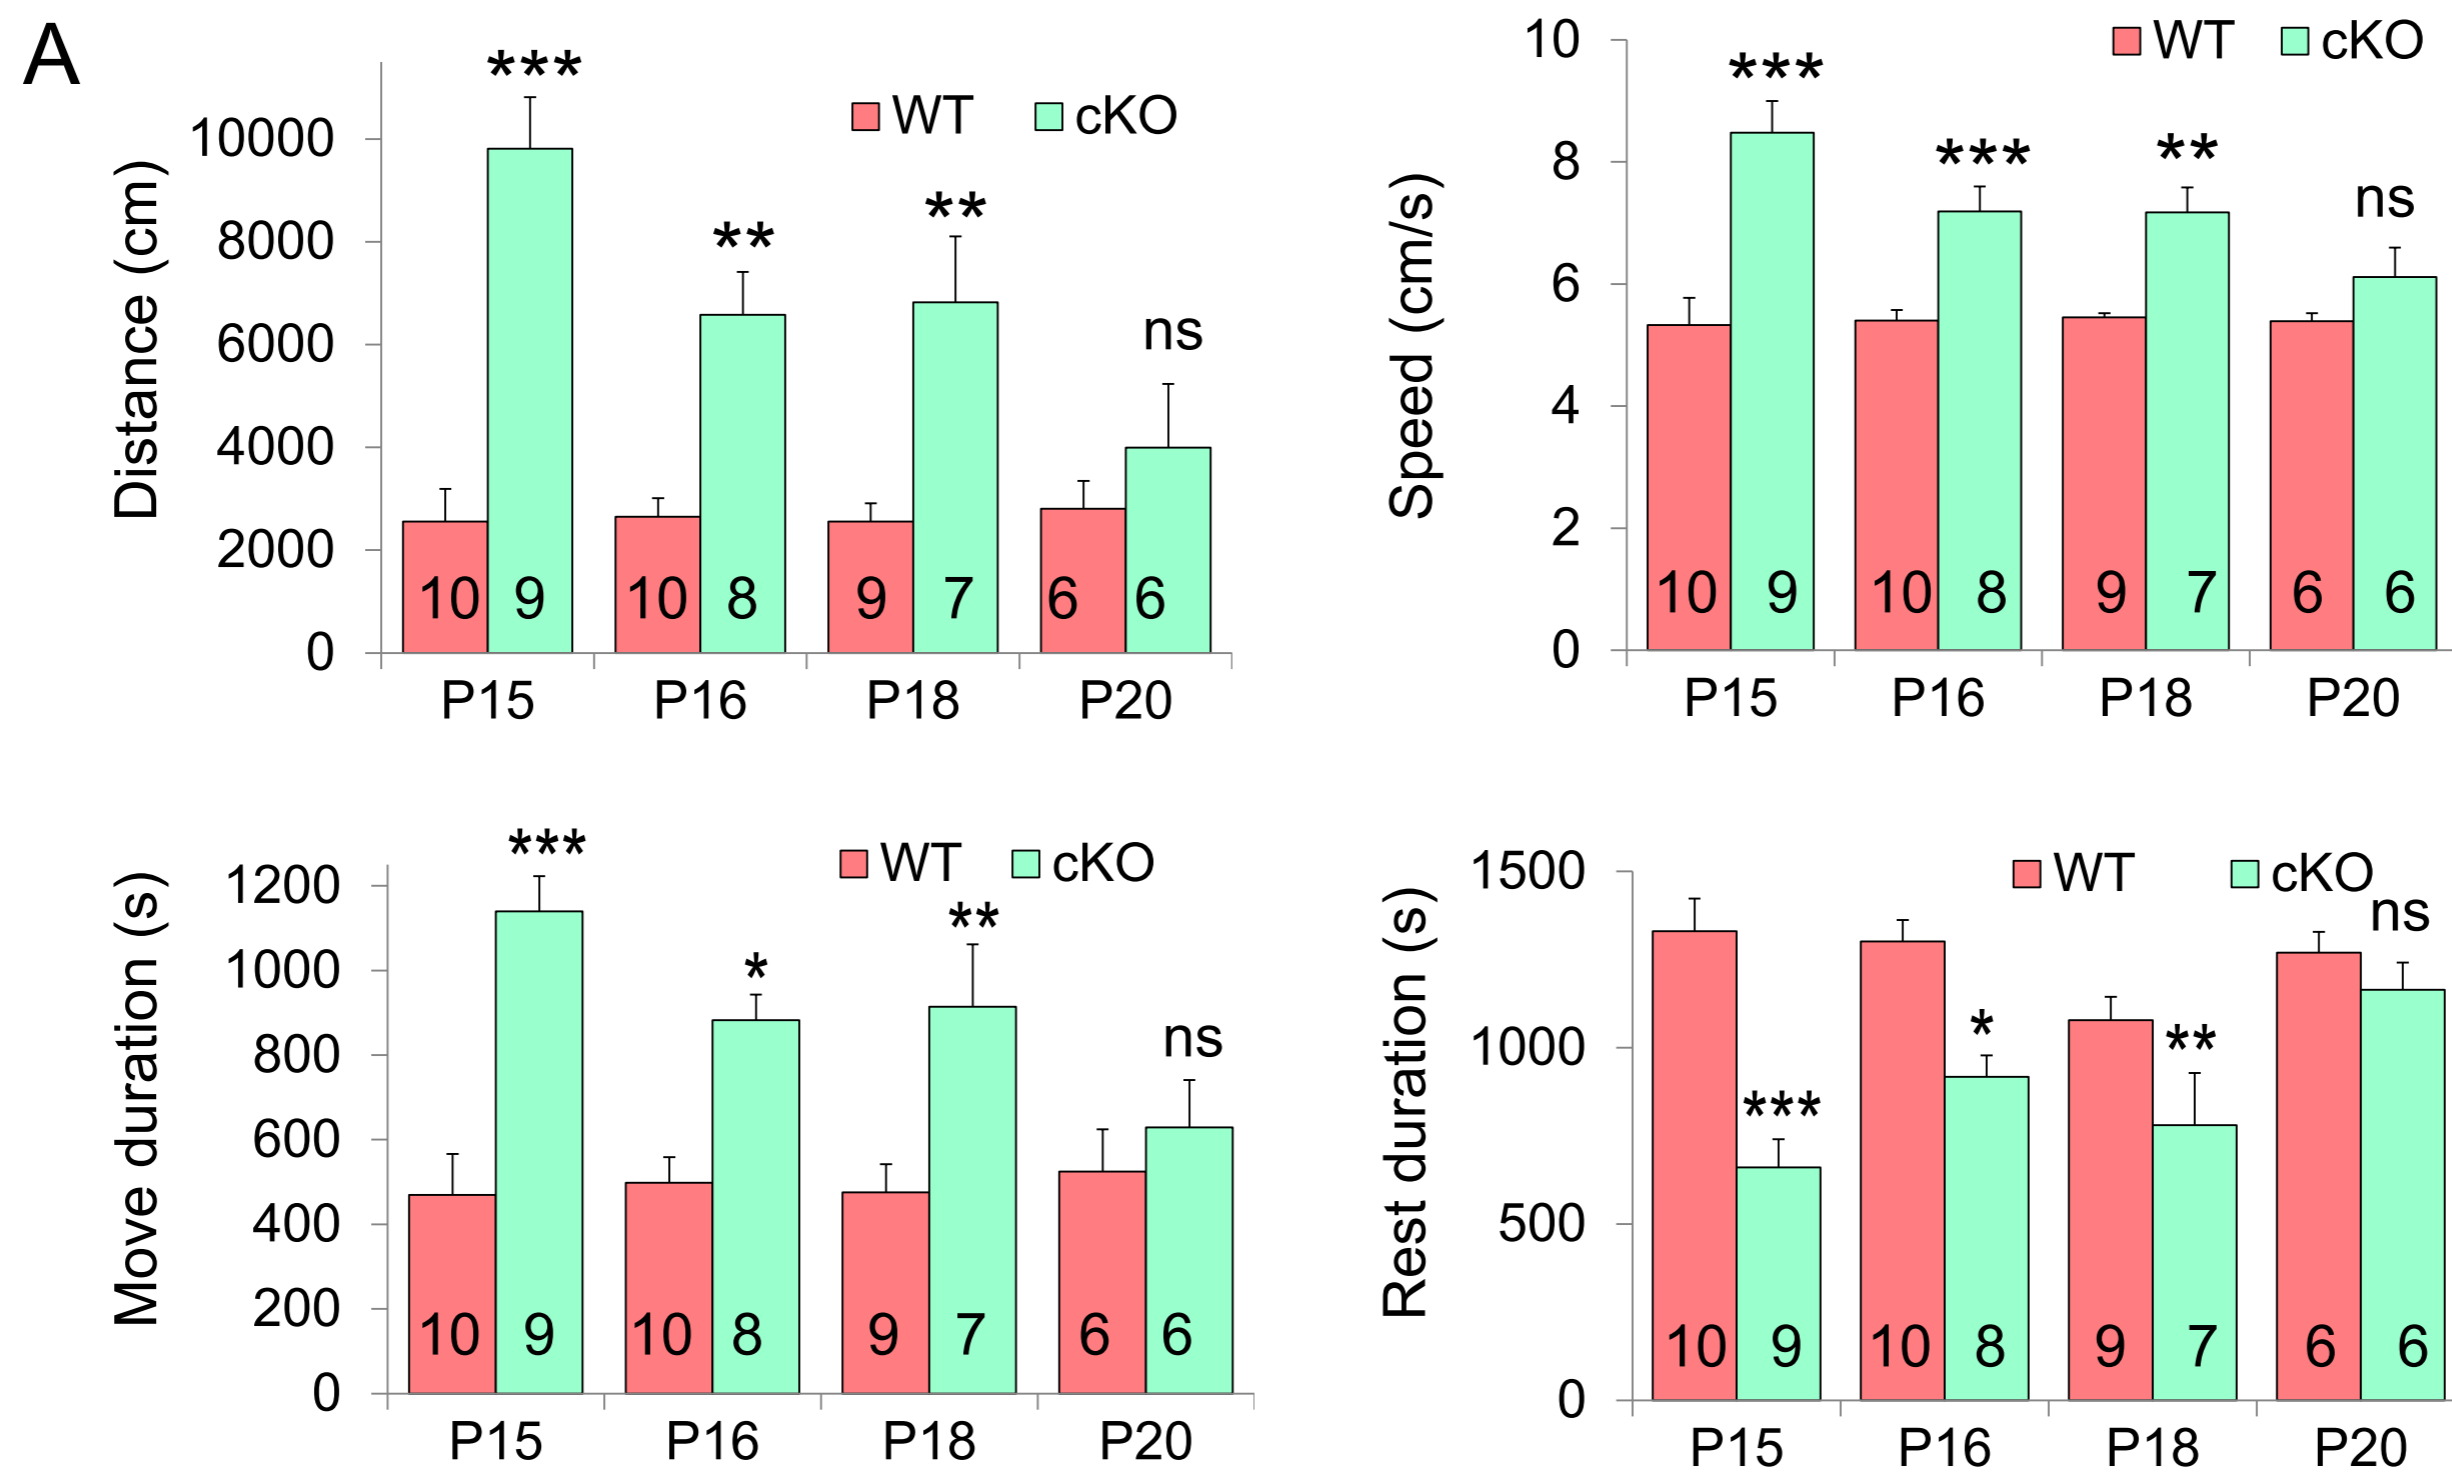 A
Distance (cm)
10000
8000
6000
4000
2000
0
WT cKO
***
**
**
ns
10 9 10 8 9 7 6 6
P15 P16 P18 P20
Speed (cm/s)
10
8
6
4
2
0
WT cKO
***
***
**
ns
10 9 10 8 9 7 6 6
P15 P16 P18 P20
Move duration (s)
1200
1000
800
600
400
200
0
WT cKO
***
*
**
ns
10 9 10 8 9 7 6 6
P15 P16 P18 P20
Rest duration (s)
1500
1000
500
0
WT cKO
***
*
**
ns
10 9 10 8 9 7 6 6
P15 P16 P18 P20